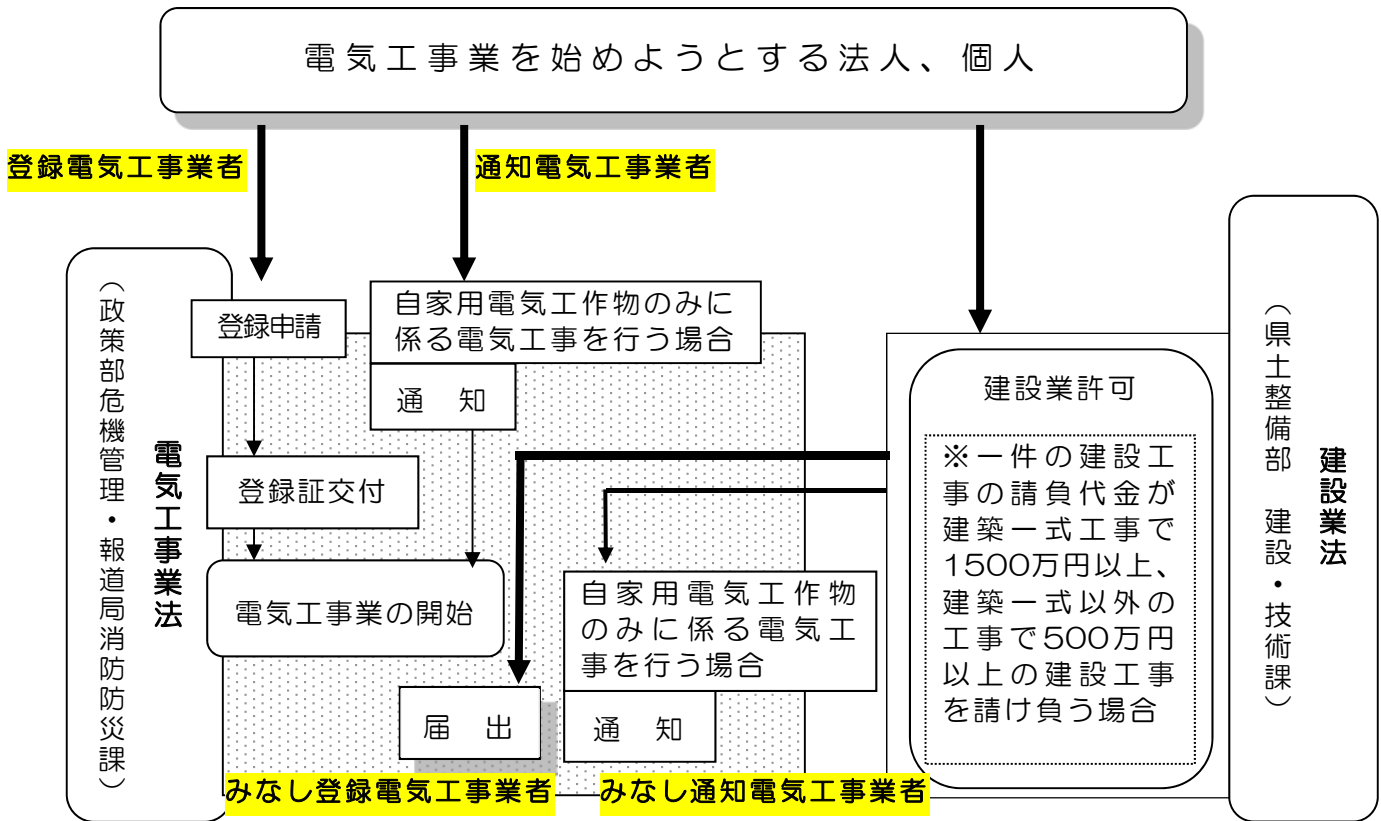 電気工事業を始めようとする法人、個人
登録電気工事業者
通知電気工事業者
電気工事業法
（政策部危機管理・報道局消防防災課）
登録申請
自家用電気工作物のみに
係る電気工事を行う場合
通　知
登録証交付
電気工事業の開始
届　出
みなし登録電気工事業者
自家用電気工作物
のみに係る電気工
事を行う場合
通　知
みなし通知電気工事業者
建設業許可
※一件の建設工
事の請負代金が
建築一式工事で
1500万円以上、
建築一式以外の
工事で500万円
以上の建設工事
を請け負う場合
建設業法
（県土整備部　建設・技術課）